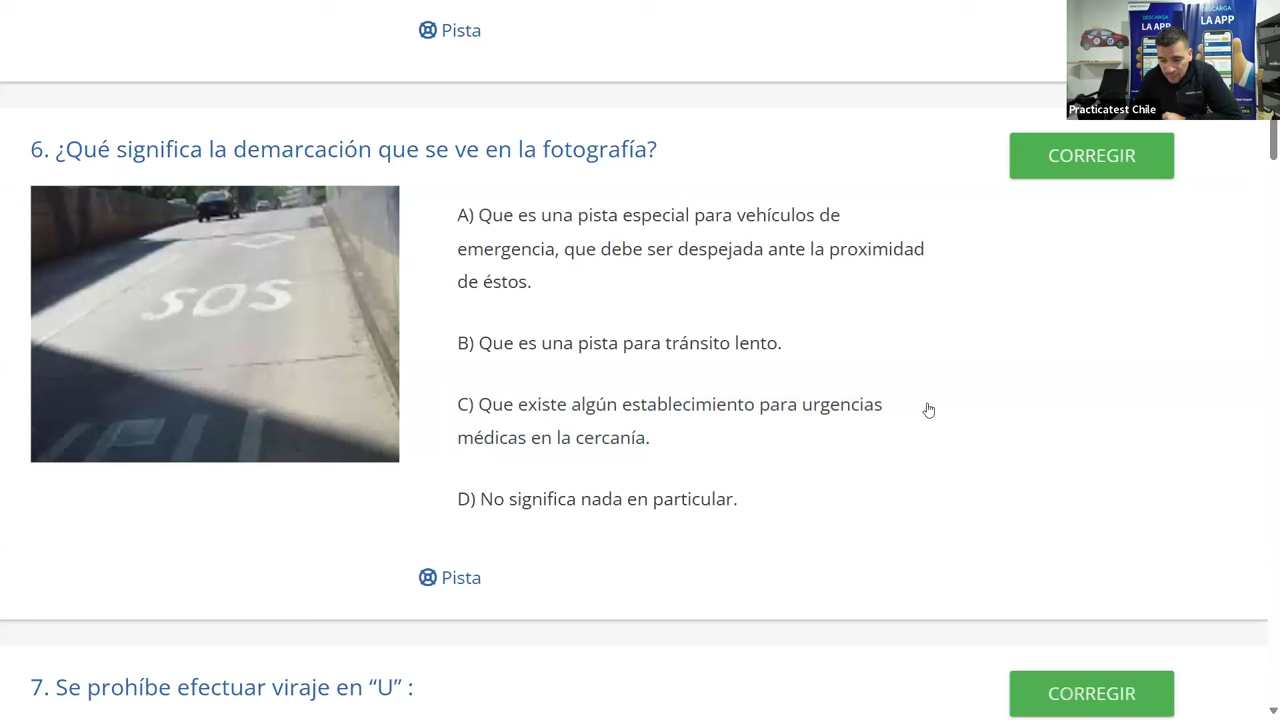 Pista
DESCARGA
LA APP
DESCARGA
LA APP
Practicatest Chile
6. ¿Qué significa la demarcación que se ve en la fotografía?
CORREGIR
SOS
A) Que es una pista especial para vehículos de
emergencia, que debe ser despejada ante la proximidad
de éstos.
B) Que es una pista para tránsito lento.
C) Que existe algún establecimiento para urgencias
médicas en la cercanía.
D) No significa nada en particular.
Pista
7. Se prohíbe efectuar viraje en “U” :
CORREGIR